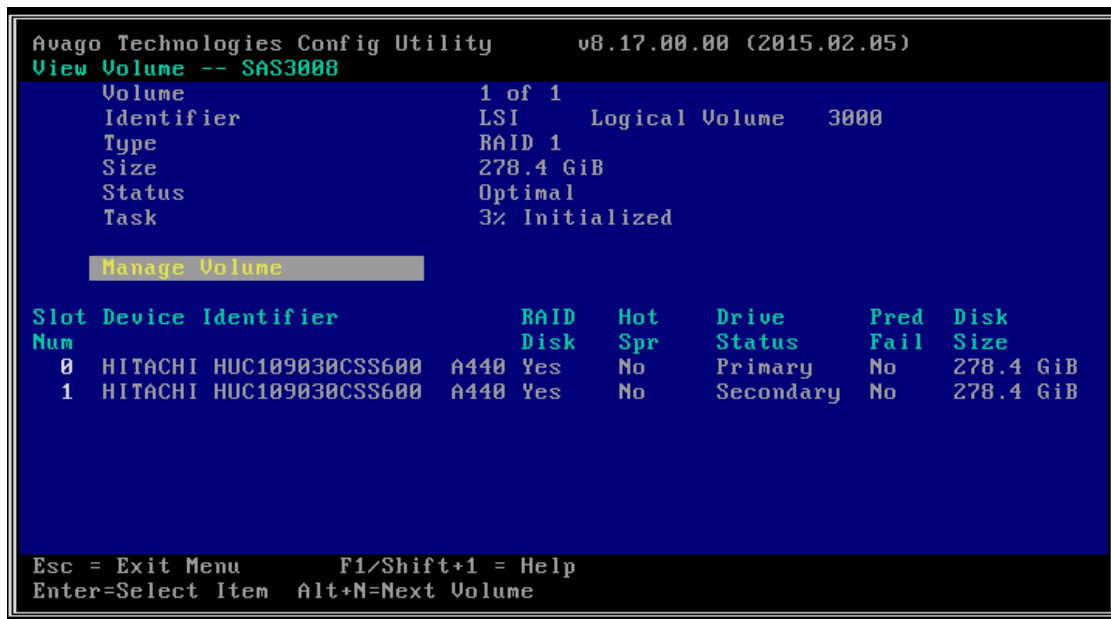 Avago Technologies Config Utility v8.17.00.00 (2015.02.05)
View Volume -- SAS3008
Volume 1 of 1
Identifier LSI Logical Volume 3000
Type RAID 1
Size 278.4 GiB
Status Optimal
Task 3% Initialized
Manage Volume
Slot Device Identifier RAID Hot Drive Pred Disk
Num Disk Spr Status Fail Size
0 HITACHI HUC109030CSS600 A440 Yes No Primary No 278.4 GiB
1 HITACHI HUC109030CSS600 A440 Yes No Secondary No 278.4 GiB
Esc = Exit Menu F1/Shift+1 = Help
Enter=Select Item Alt+N=Next Volume